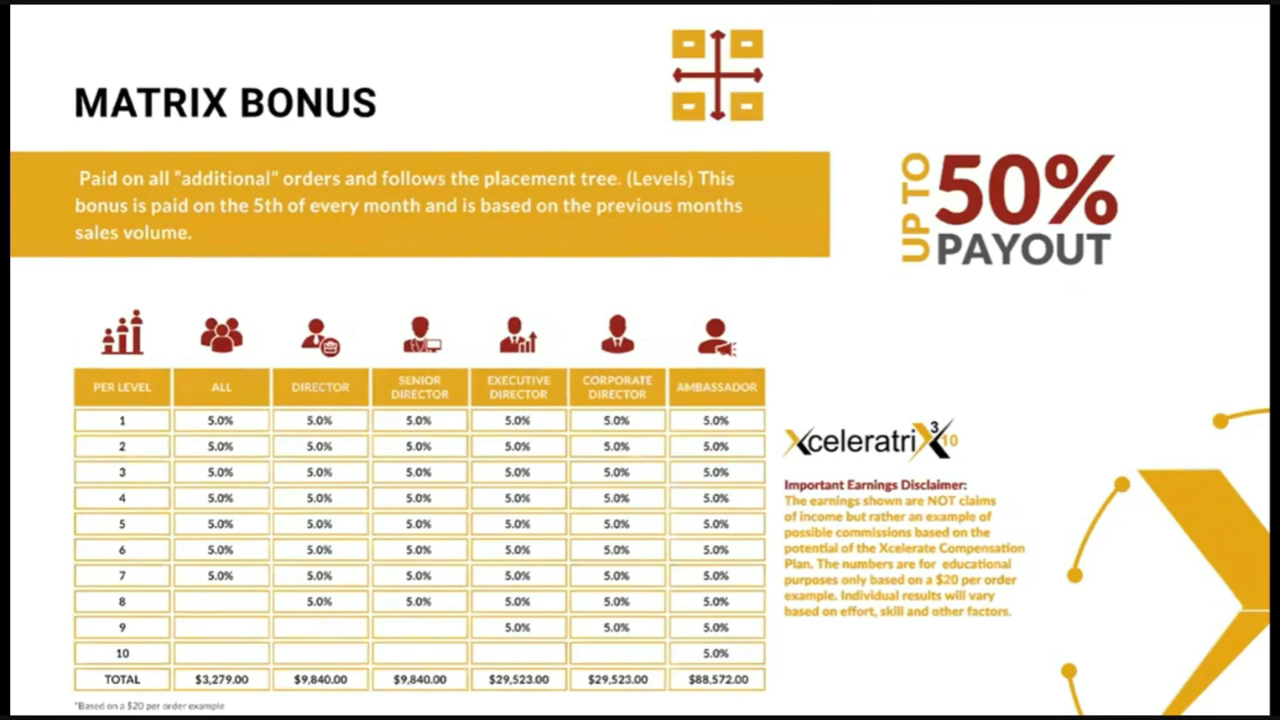 MATRIX BONUS
Paid on all "additional" orders and follows the placement tree. (Levels) This
bonus is paid on the 5th of every month and is based on the previous months
sales volume.
UP TO
50%
PAYOUT
PER LEVEL ALL DIRECTOR SENIOR DIRECTOR EXECUTIVE DIRECTOR CORPORATE DIRECTOR AMBASSADOR
1 5.0% 5.0% 5.0% 5.0% 5.0% 5.0%
2 5.0% 5.0% 5.0% 5.0% 5.0% 5.0%
3 5.0% 5.0% 5.0% 5.0% 5.0% 5.0%
4 5.0% 5.0% 5.0% 5.0% 5.0% 5.0%
5 5.0% 5.0% 5.0% 5.0% 5.0% 5.0%
6 5.0% 5.0% 5.0% 5.0% 5.0% 5.0%
7 5.0% 5.0% 5.0% 5.0% 5.0% 5.0%
8 5.0% 5.0% 5.0% 5.0% 5.0%
9 5.0% 5.0% 5.0%
10 5.0%
TOTAL $3,279.00 $9,840.00 $9,840.00 $29,523.00 $29,523.00 $88,572.00
*Based on a $20 per order example
XceleratriX 3 10
Important Earnings Disclaimer:
The earnings shown are NOT claims
of income but rather an example of
possible commissions based on the
potential of the Xcelerate Compensation
Plan. The numbers are for educational
purposes only based on a $20 per order
example. Individual results will vary
based on effort, skill and other factors.